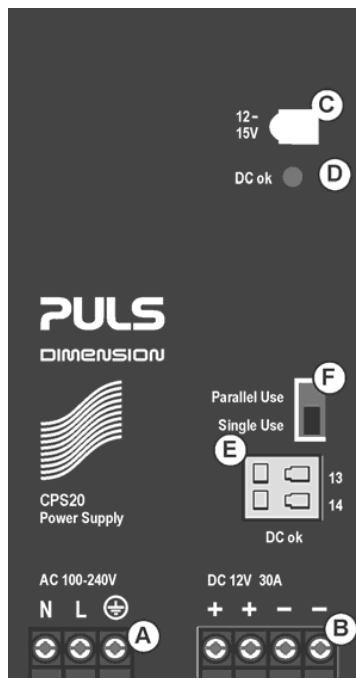 C
12–
15V
DC ok
D
PULS
DIMENSION
F
Parallel Use
Single Use
E
13
14
CPS20
Power Supply
DC ok
AC 100-240V
DC 12V 30A
N L
+ + – –
A
B